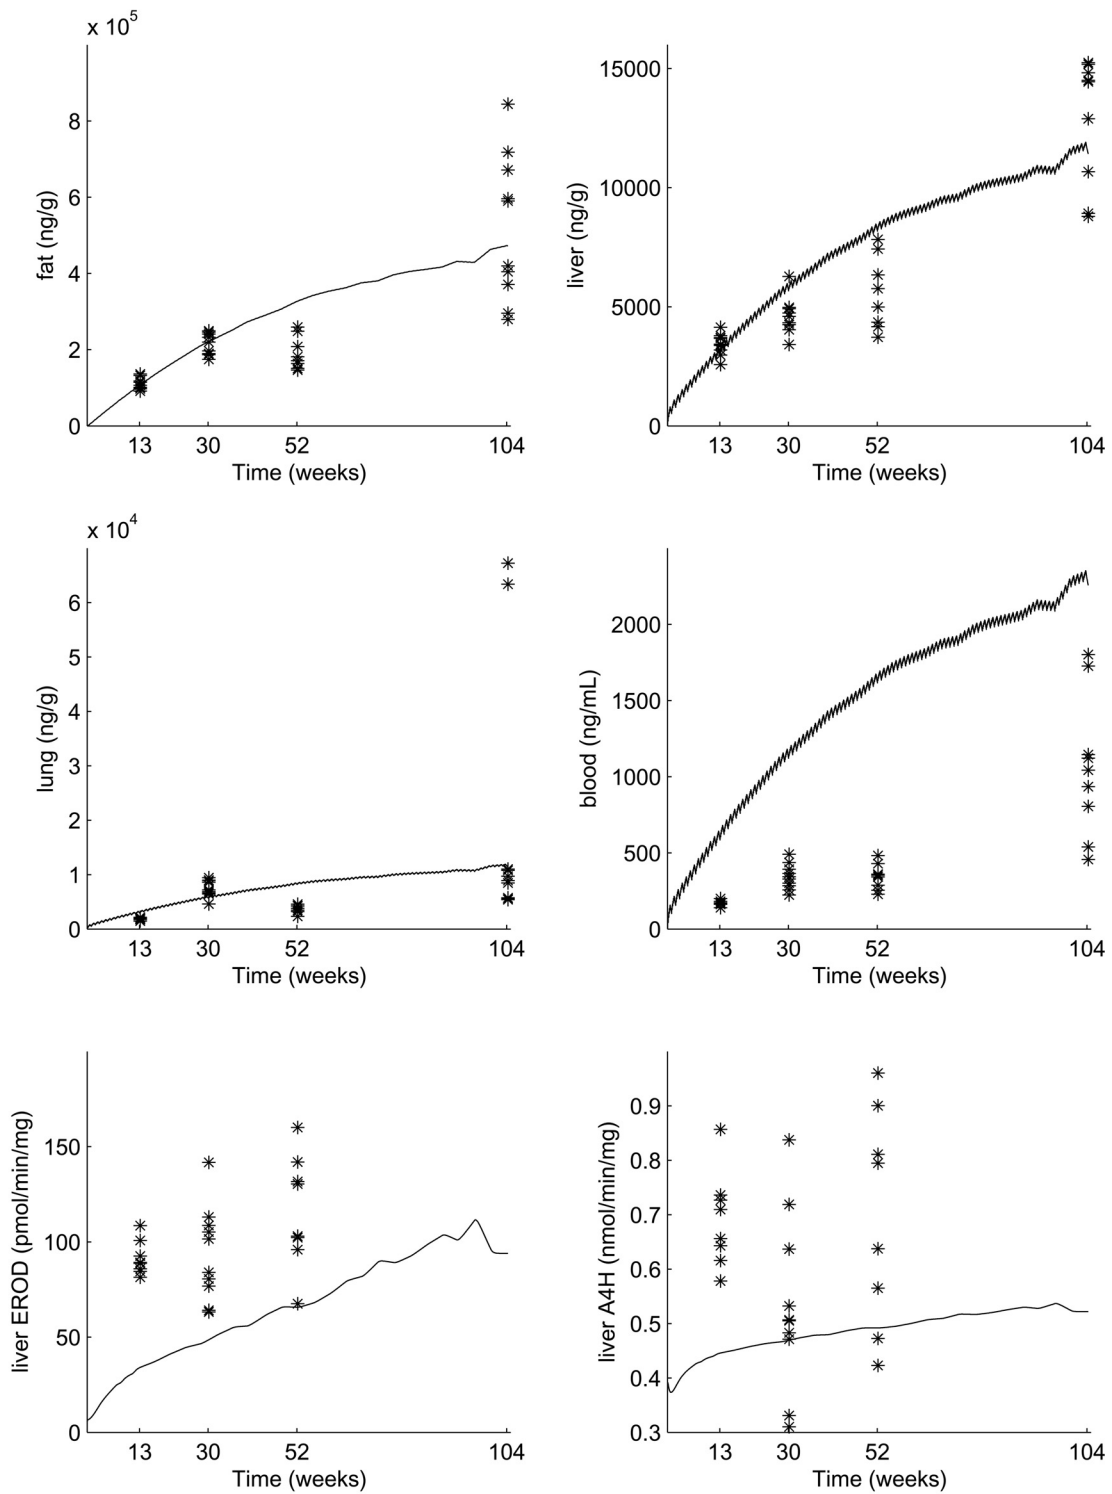 x 10^5
fat (ng/g)
8
6
4
2
0
13 30 52 104
Time (weeks)
liver (ng/g)
15000
10000
5000
0
13 30 52 104
Time (weeks)
x 10^4
lung (ng/g)
6
5
4
3
2
1
0
13 30 52 104
Time (weeks)
blood (ng/mL)
2000
1500
1000
500
0
13 30 52 104
Time (weeks)
liver EROD (pmol/min/mg)
150
100
50
0
13 30 52 104
Time (weeks)
liver A4H (nmol/min/mg)
0.9
0.8
0.7
0.6
0.5
0.4
0.3
13 30 52 104
Time (weeks)